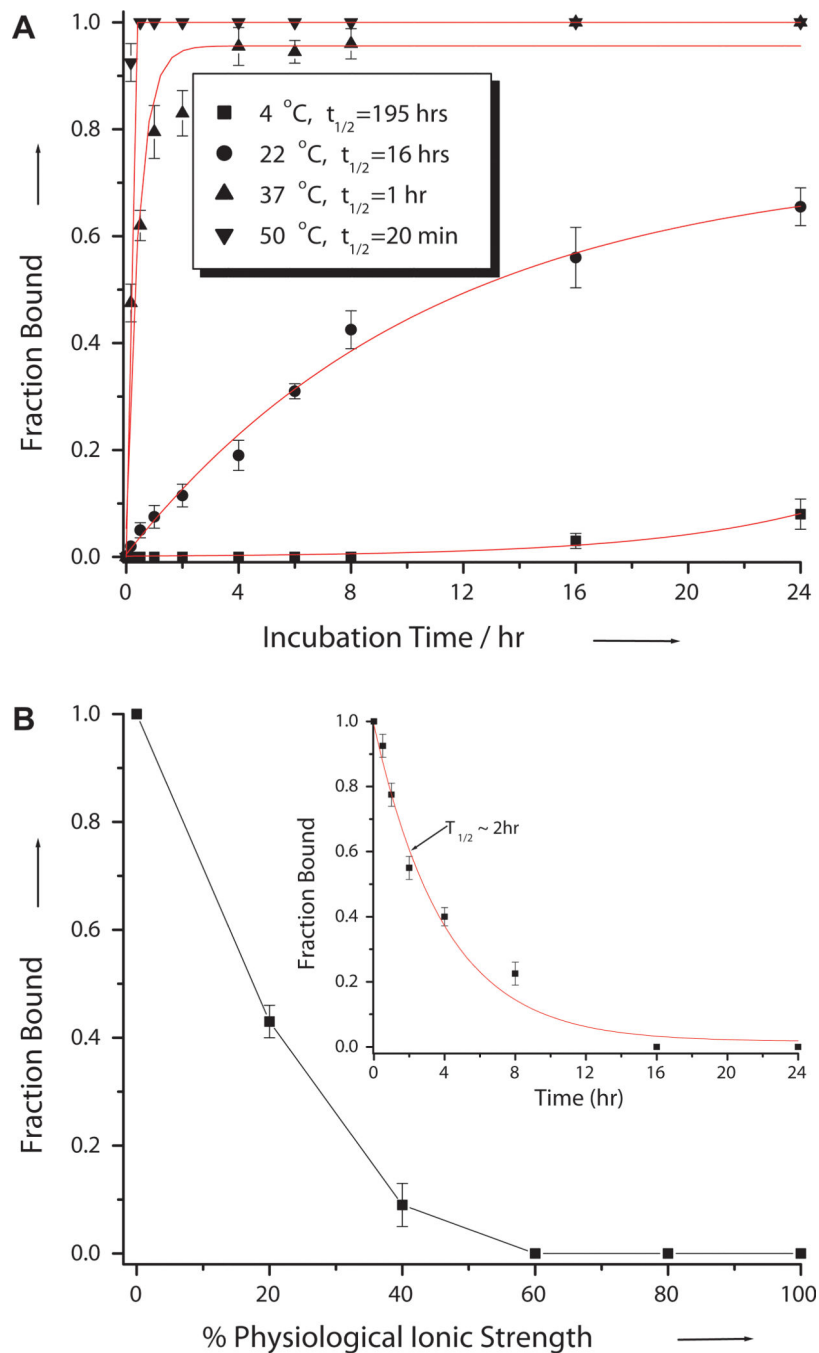 A
1.0
0.8
0.6
0.4
0.2
0.0
Fraction Bound
4 °C, t1/2=195 hrs
22 °C, t1/2=16 hrs
37 °C, t1/2=1 hr
50 °C, t1/2=20 min
0 4 8 12 16 20 24
Incubation Time / hr
B
1.0
0.8
0.6
0.4
0.2
0.0
Fraction Bound
1.0
0.8
0.6
0.4
0.2
0.0
Fraction Bound
T1/2 ~ 2hr
0 4 8 12 16 20 24
Time (hr)
0 20 40 60 80 100
% Physiological Ionic Strength